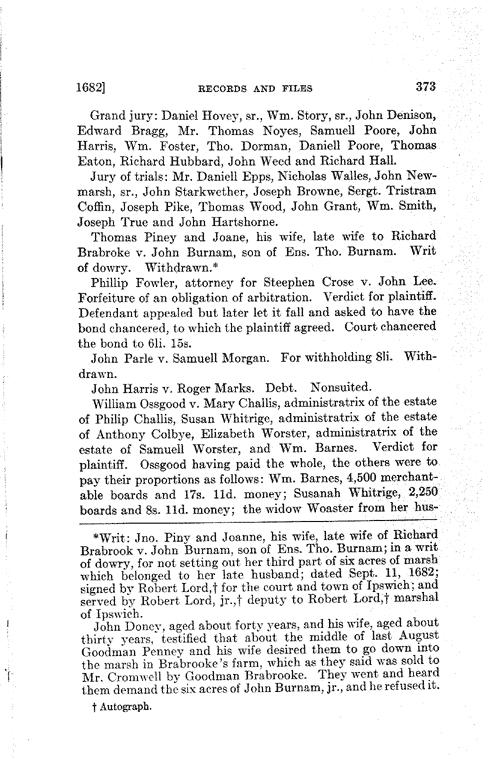 1682] RECORDS AND FILES 373
Grand jury: Daniel Hovey, sr., Wm. Story, sr., John Denison,
Edward Bragg, Mr. Thomas Noyes, Samuell Poore, John
Harris, Wm. Foster, Tho. Dorman, Daniell Poore, Thomas
Eaton, Richard Hubbard, John Weed and Richard Hall.
Jury of trials: Mr. Daniell Epps, Nicholas Walles, John New-
marsh, sr., John Starkwether, Joseph Browne, Sergt. Tristram
Coffin, Joseph Pike, Thomas Wood, John Grant, Wm. Smith,
Joseph True and John Hartshorne.
Thomas Piney and Joane, his wife, late wife to Richard
Brabroke v. John Burnam, son of Ens. Tho. Burnam. Writ
of dowry. Withdrawn.*
Phillip Fowler, attorney for Steephen Crose v. John Lee.
Forfeiture of an obligation of arbitration. Verdict for plaintiff.
Defendant appealed but later let it fall and asked to have the
bond chancered, to which the plaintiff agreed. Court chancered
the bond to 6li. 15s.
John Parle v. Samuell Morgan. For withholding 8li. With-
drawn.
John Harris v. Roger Marks. Debt. Nonsuited.
William Ossgood v. Mary Challis, administratrix of the estate
of Philip Challis, Susan Whitrige, administratrix of the estate
of Anthony Colbye, Elizabeth Worster, administratrix of the
estate of Samuell Worster, and Wm. Barnes. Verdict for
plaintiff. Ossgood having paid the whole, the others were to
pay their proportions as follows: Wm. Barnes, 4,500 merchant-
able boards and 17s. 11d. money; Susanah Whitrige, 2,250
boards and 8s. 11d. money; the widow Woaster from her hus-
*Writ: Jno. Piny and Joanne, his wife, late wife of Richard
Brabrook v. John Burnam, son of Ens. Tho. Burnam; in a writ
of dowry, for not setting out her third part of six acres of marsh
which belonged to her late husband; dated Sept. 11, 1682;
signed by Robert Lord,† for the court and town of Ipswich; and
served by Robert Lord, jr.,† deputy to Robert Lord,† marshal
of Ipswich.
John Doney, aged about forty years, and his wife, aged about
thirty years, testified that about the middle of last August
Goodman Penney and his wife desired them to go down into
the marsh in Brabrooke's farm, which as they said was sold to
Mr. Cromwell by Goodman Brabrooke. They went and heard
them demand the six acres of John Burnam, jr., and he refused it.
† Autograph.